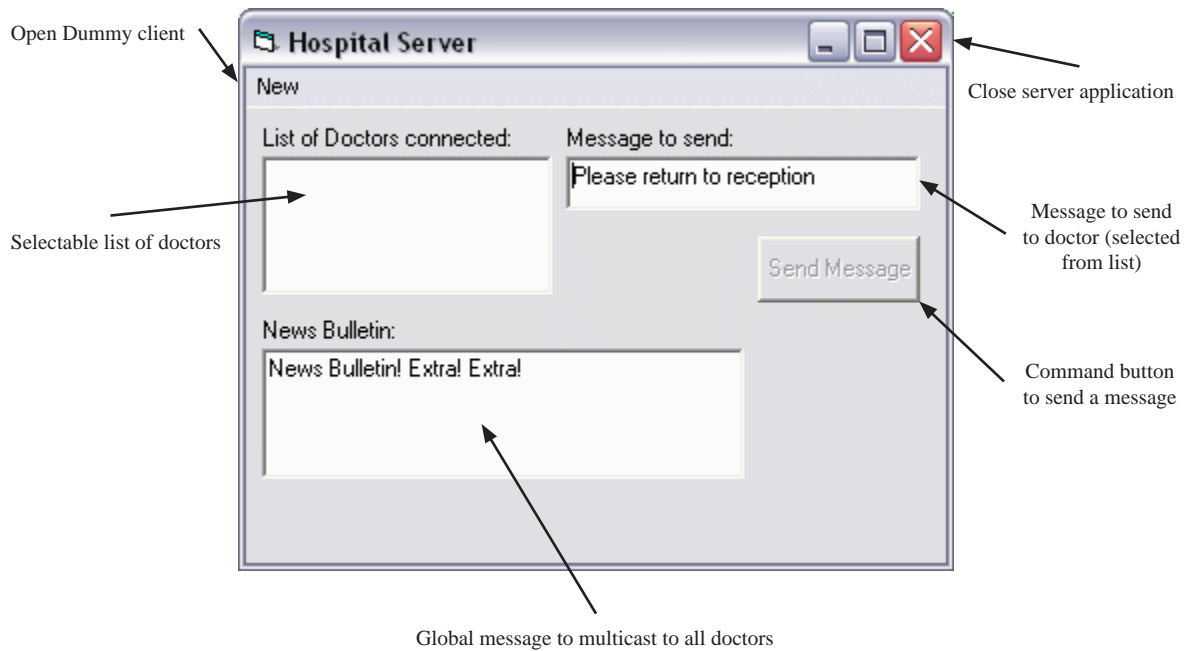 Open Dummy client
Hospital Server
Close server application
New
List of Doctors connected:
Message to send:
Please return to reception
Selectable list of doctors
Message to send
to doctor (selected
from list)
Send Message
News Bulletin:
News Bulletin! Extra! Extra!
Command button
to send a message
Global message to multicast to all doctors